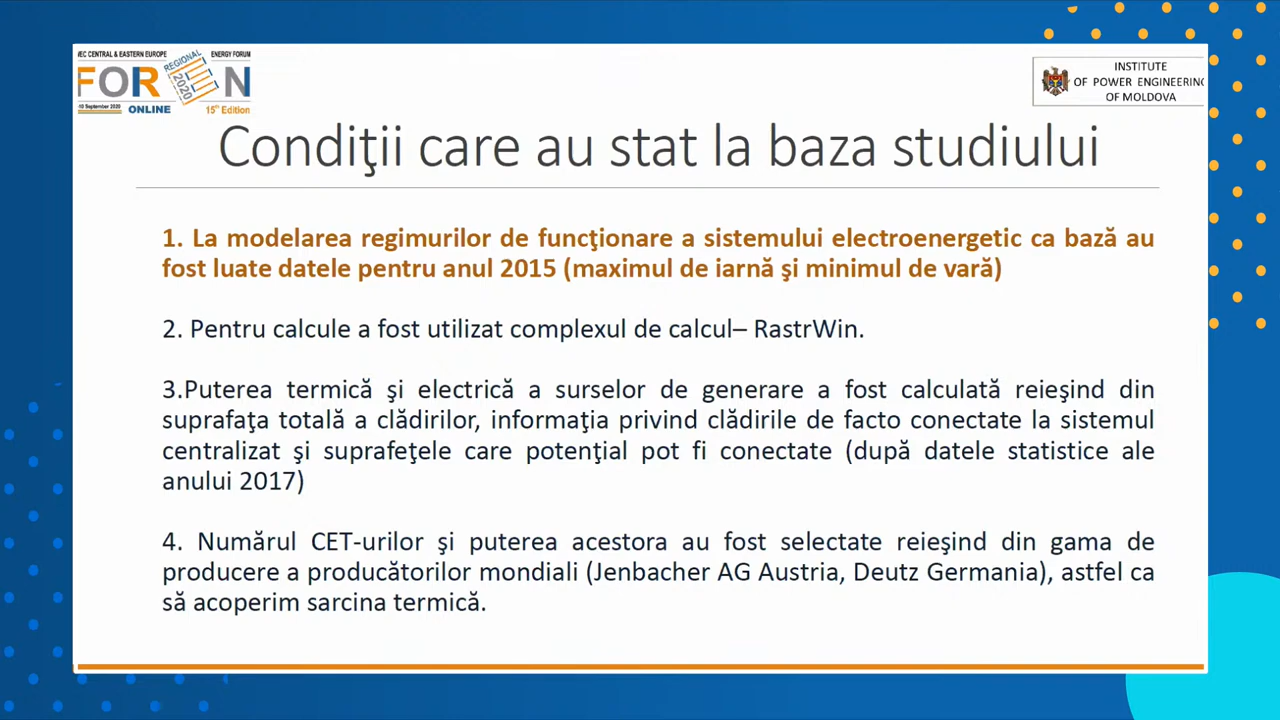 WEC CENTRAL & EASTERN EUROPE
REGIONAL
ENERGY FORUM
FOREN
2020
10 September 2020
ONLINE
15th Edition
INSTITUTE
OF POWER ENGINEERING
OF MOLDOVA
Condiţii care au stat la baza studiului
1. La modelarea regimurilor de funcţionare a sistemului electroenergetic ca bază au
fost luate datele pentru anul 2015 (maximul de iarnă şi minimul de vară)
2. Pentru calcule a fost utilizat complexul de calcul– RastrWin.
3.Puterea termică şi electrică a surselor de generare a fost calculată reieşind din
suprafaţa totală a clădirilor, informaţia privind clădirile de facto conectate la sistemul
centralizat şi suprafeţele care potenţial pot fi conectate (după datele statistice ale
anului 2017)
4. Numărul CET-urilor şi puterea acestora au fost selectate reieşind din gama de
producere a producătorilor mondiali (Jenbacher AG Austria, Deutz Germania), astfel ca
să acoperim sarcina termică.